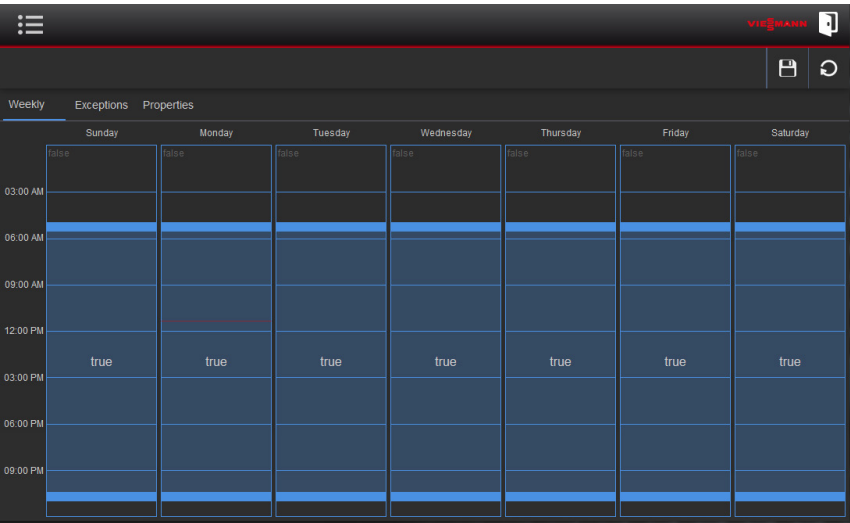 VIESMANN
Weekly Exceptions Properties
Sunday Monday Tuesday Wednesday Thursday Friday Saturday
false false false false false false false
03:00 AM
06:00 AM
09:00 AM
12:00 PM
true true true true true true true
03:00 PM
06:00 PM
09:00 PM